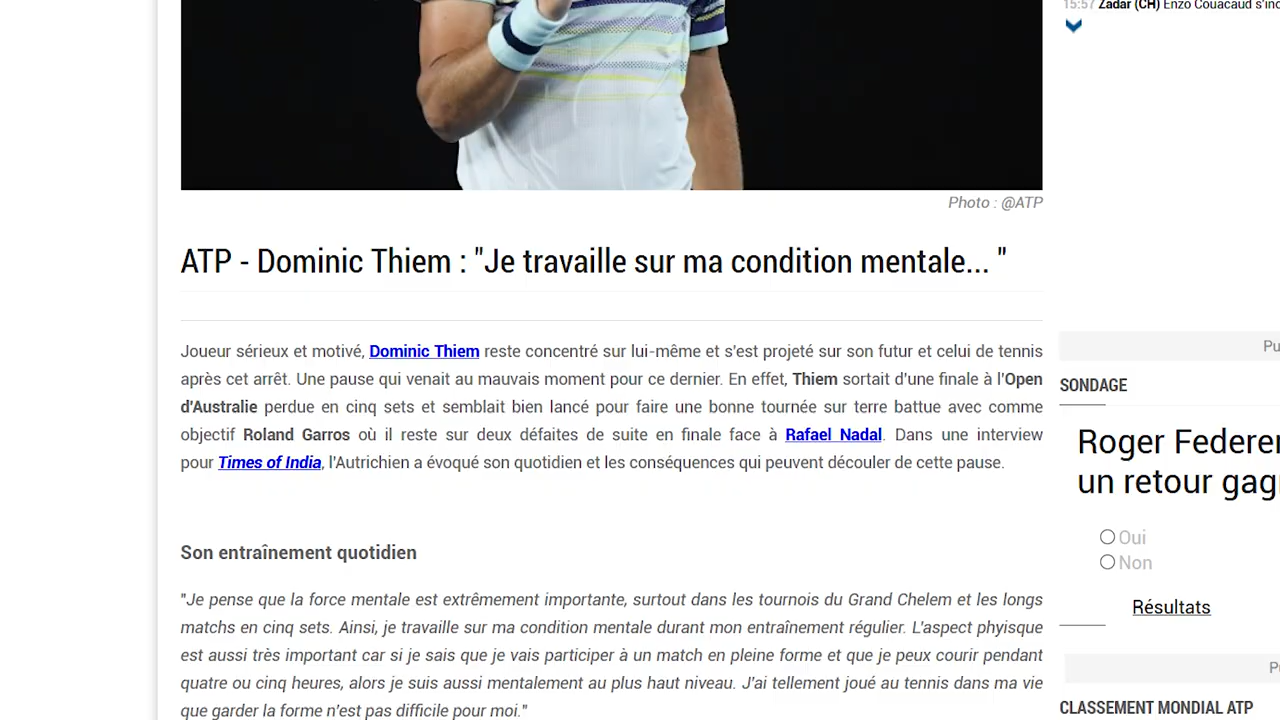 15:57 Zadar (CH) Enzo Couacaud s'inc
Photo : @ATP
ATP - Dominic Thiem : "Je travaille sur ma condition mentale... "
Joueur sérieux et motivé, Dominic Thiem reste concentré sur lui-même et s'est projeté sur son futur et celui de tennis
après cet arrêt. Une pause qui venait au mauvais moment pour ce dernier. En effet, Thiem sortait d'une finale à l'Open
d'Australie perdue en cinq sets et semblait bien lancé pour faire une bonne tournée sur terre battue avec comme
objectif Roland Garros où il reste sur deux défaites de suite en finale face à Rafael Nadal. Dans une interview
pour Times of India, l'Autrichien a évoqué son quotidien et les conséquences qui peuvent découler de cette pause.
Son entraînement quotidien
"Je pense que la force mentale est extrêmement importante, surtout dans les tournois du Grand Chelem et les longs
matchs en cinq sets. Ainsi, je travaille sur ma condition mentale durant mon entraînement régulier. L'aspect phyisque
est aussi très important car si je sais que je vais participer à un match en pleine forme et que je peux courir pendant
quatre ou cinq heures, alors je suis aussi mentalement au plus haut niveau. J'ai tellement joué au tennis dans ma vie
que garder la forme n'est pas difficile pour moi."
Pu
SONDAGE
Roger Federer
un retour gag
Oui
Non
Résultats
Pu
CLASSEMENT MONDIAL ATP